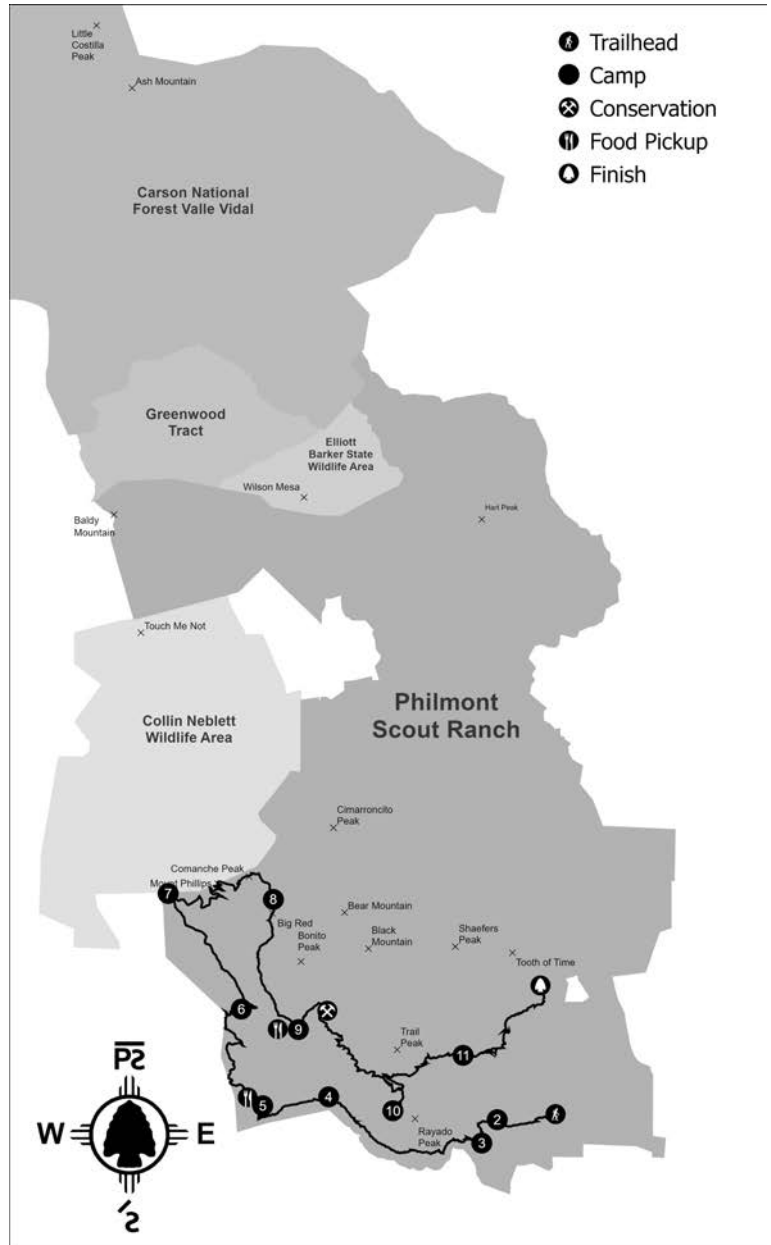 Little
Costilla
Peak
Ash Mountain
Trailhead
Camp
Conservation
Food Pickup
Finish
Carson National
Forest Valle Vidal
Greenwood
Tract
Elliott
Barker State
Wildlife Area
Wilson Mesa
Baldy
Mountain
Hart Peak
Touch Me Not
Collin Neblett
Wildlife Area
Philmont
Scout Ranch
Cimarroncito
Peak
Comanche Peak
Mount Phillips
7
8
Big Red
Bonito
Peak
Bear Mountain
Black
Mountain
Shaefers
Peak
Tooth of Time
6
9
Trail
Peak
11
5
4
10
Rayado
Peak
2
3
W
E